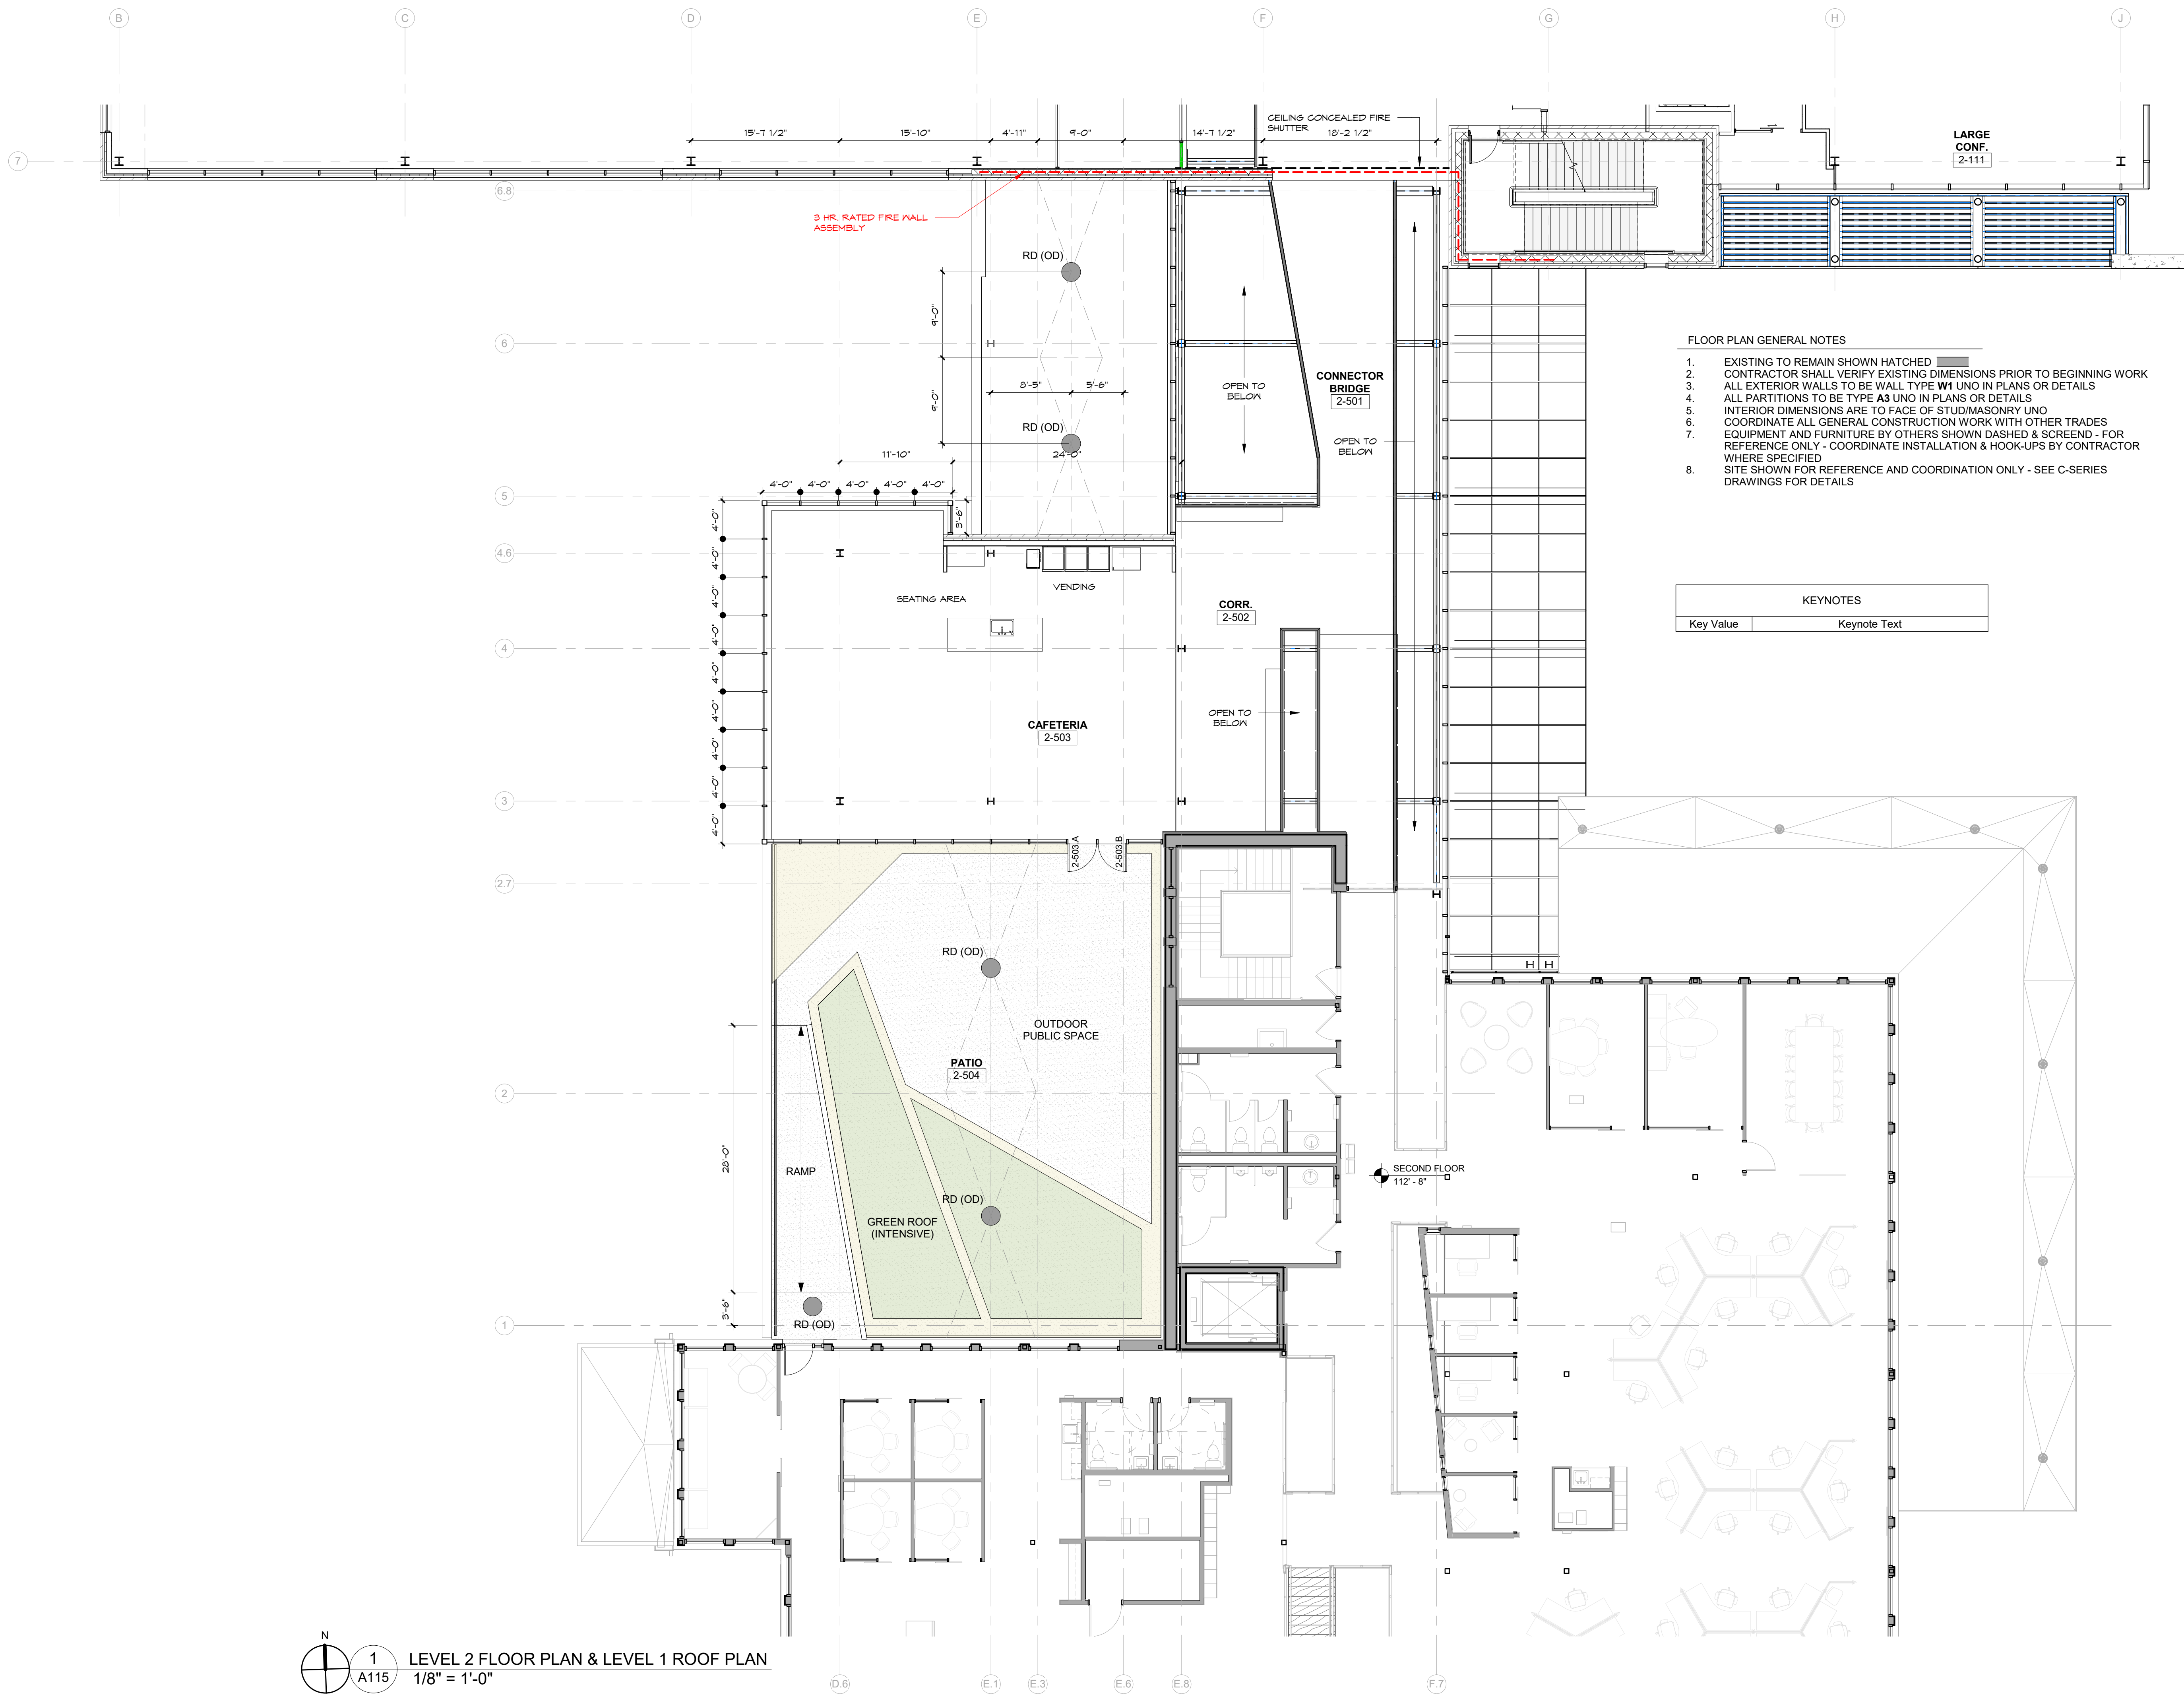 B C D E F G H J
CEILING CONCEALED FIRE
SHUTTER
15'-7 1/2" 15'-10" 4'-11" 9'-0" 14'-7 1/2" 18'-2 1/2"
LARGE
CONF.
2-111
7
6.8
3 HR. RATED FIRE WALL
ASSEMBLY
RD (OD)
9'-0"
6
8'-5" 5'-6"
9'-0"
OPEN TO
BELOW
CONNECTOR
BRIDGE
2-501
RD (OD)
OPEN TO
BELOW
11'-10" 24'-0"
4'-0" 4'-0" 4'-0" 4'-0" 4'-0"
5
3'-6"
4'-0"
4'-0"
4'-0"
4'-0"
4'-0"
4'-0"
4'-0"
4'-0"
4'-0"
4.6
VENDING
SEATING AREA
CORR.
2-502
4
OPEN TO
BELOW
CAFETERIA
2-503
3
2-503.A
2-503.B
2.7
RD (OD)
OUTDOOR
PUBLIC SPACE
PATIO
2-504
2
28'-0"
RAMP
SECOND FLOOR
112' - 8"
RD (OD)
GREEN ROOF
(INTENSIVE)
3'-6"
RD (OD)
1
FLOOR PLAN GENERAL NOTES
1. EXISTING TO REMAIN SHOWN HATCHED
2. CONTRACTOR SHALL VERIFY EXISTING DIMENSIONS PRIOR TO BEGINNING WORK
3. ALL EXTERIOR WALLS TO BE WALL TYPE W1 UNO IN PLANS OR DETAILS
4. ALL PARTITIONS TO BE TYPE A3 UNO IN PLANS OR DETAILS
5. INTERIOR DIMENSIONS ARE TO FACE OF STUD/MASONRY UNO
6. COORDINATE ALL GENERAL CONSTRUCTION WORK WITH OTHER TRADES
7. EQUIPMENT AND FURNITURE BY OTHERS SHOWN DASHED & SCREEND - FOR
REFERENCE ONLY - COORDINATE INSTALLATION & HOOK-UPS BY CONTRACTOR
WHERE SPECIFIED
8. SITE SHOWN FOR REFERENCE AND COORDINATION ONLY - SEE C-SERIES
DRAWINGS FOR DETAILS
KEYNOTES
Key Value Keynote Text
N
1
A115
LEVEL 2 FLOOR PLAN & LEVEL 1 ROOF PLAN
1/8" = 1'-0"
D.6 E.1 E.3 E.6 E.8 F.7